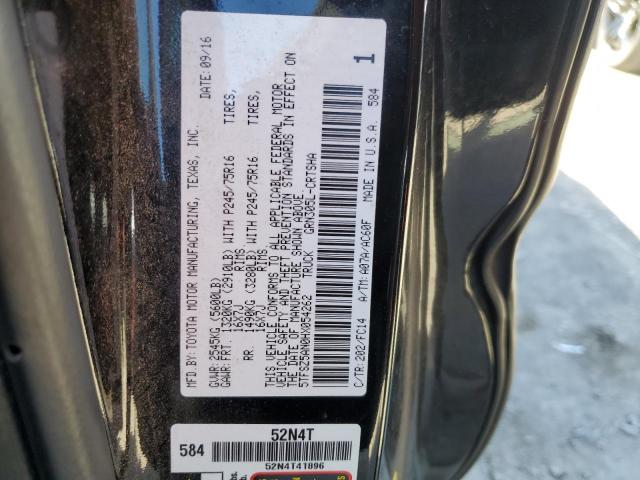 MFD.BY: TOYOTA MOTOR MANUFACTURING, TEXAS, INC. DATE: 09/16
GVWR: 2545KG (5600LB)
GAWR: FRT. 1320KG (2910LB) WITH P245/75R16 TIRES,
16X7J RIMS
RR. 1490KG (3280LB) WITH P245/75R16 TIRES,
16X7J RIMS.
THIS VEHICLE CONFORMS TO ALL APPLICABLE FEDERAL MOTOR
VEHICLE SAFETY AND THEFT PREVENTION STANDARDS IN EFFECT ON
THE DATE OF MANUFACTURE SHOWN ABOVE.
5TFSZ5AN0HX054262 TRUCK GRN305L-CRTSHA
1
C/TR: 202/FC14 A/TM: A07A/AC60F MADE IN U.S.A. 584
584
52N4T
52N4T41896